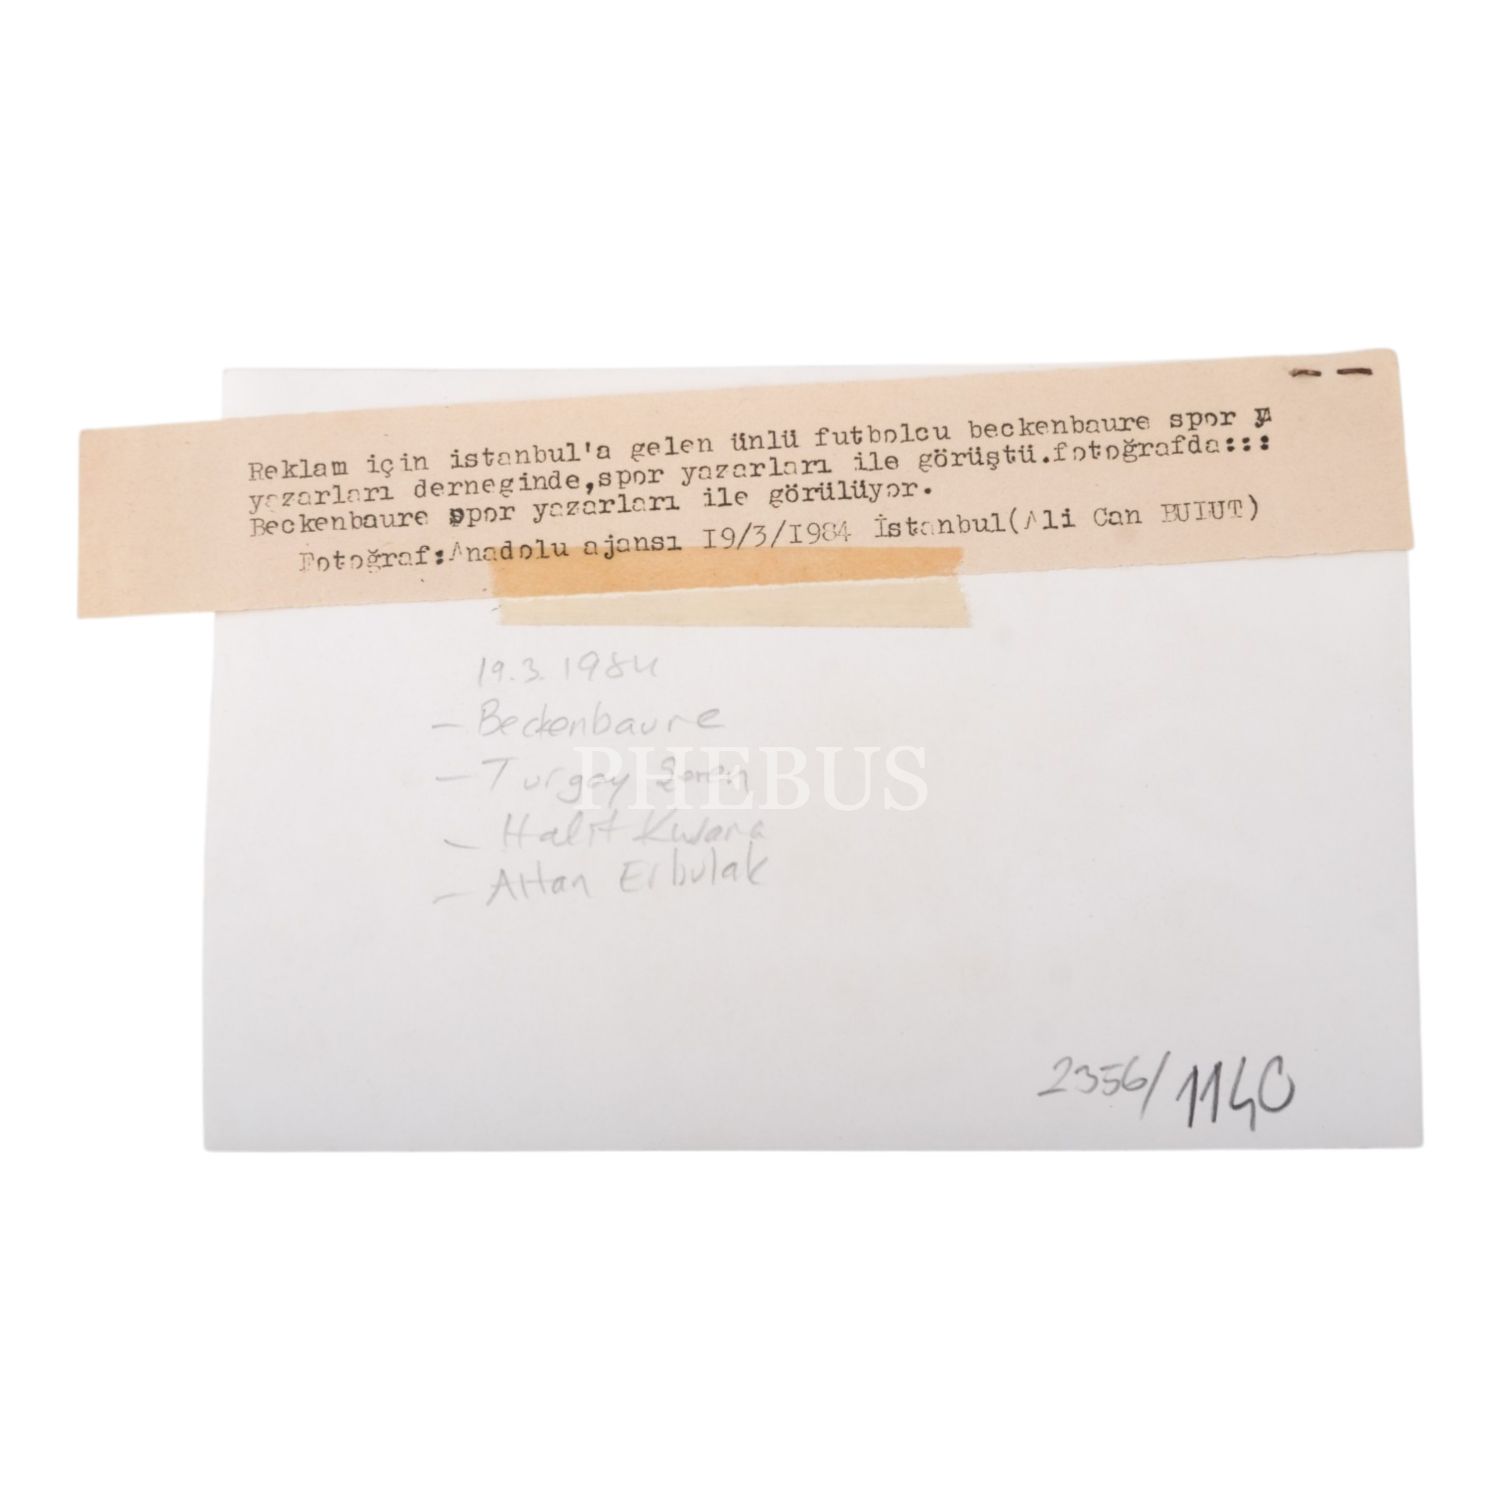 Reklam için istanbul'a gelen ünlü futbolcu beckenbaure spor y
yazarları derneginde,spor yazarları ile görüştü.fotoğrafda:::
Beckenbaure spor yazarları ile görülüyor.
Fotoğraf:Anadolu ajansı I9/3/I984 İstanbul(Ali Can BULUT)
19.3.1984
- Beckenbaure
- Turgay Şeren
PHEBUS
- Halit Kıvanç
- Altan Erbulak
2356/1140